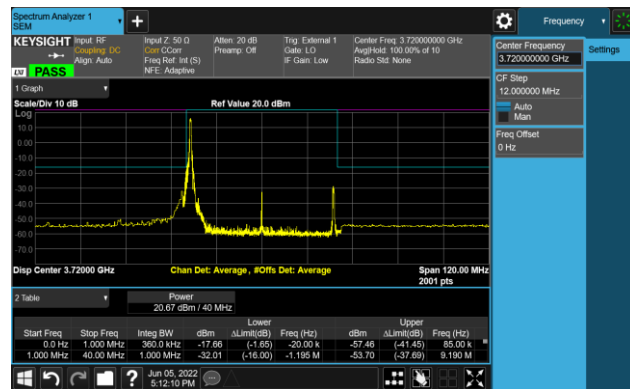 Spectrum Analyzer 1
SEM
Frequency
KEYSIGHT
Input: RF
Coupling: DC
Align: Auto
Input Z: 50 Ω
Corr CCorr
Freq Ref: Int (S)
NFE: Adaptive
Atten: 20 dB
Preamp: Off
Trig: External 1
Gate: LO
IF Gain: Low
Center Freq: 3.720000000 GHz
Avg|Hold: 100.00% of 10
Radio Std: None
LXI PASS
1 Graph
Scale/Div 10 dB
Ref Value 20.0 dBm
Log
10.0
0.00
-10.0
-20.0
-30.0
-40.0
-50.0
-60.0
-70.0
Disp Center 3.72000 GHz
Chan Det: Average , #Offs Det: Average
Span 120.00 MHz
2001 pts
2 Table
Power
20.67 dBm / 40 MHz
Lower Upper
Start Freq Stop Freq Integ BW dBm ΔLimit(dB) Freq (Hz) dBm ΔLimit(dB) Freq (Hz)
0.0 Hz 1.000 MHz 360.0 kHz -17.66 (-1.65) -20.00 k -57.46 (-41.45) 85.00 k
1.000 MHz 40.00 MHz 1.000 MHz -32.01 (-16.00) -1.195 M -53.70 (-37.69) 9.190 M
Jun 05, 2022
5:12:10 PM
?
Center Frequency
3.720000000 GHz
Settings
CF Step
12.000000 MHz
Auto
Man
Freq Offset
0 Hz